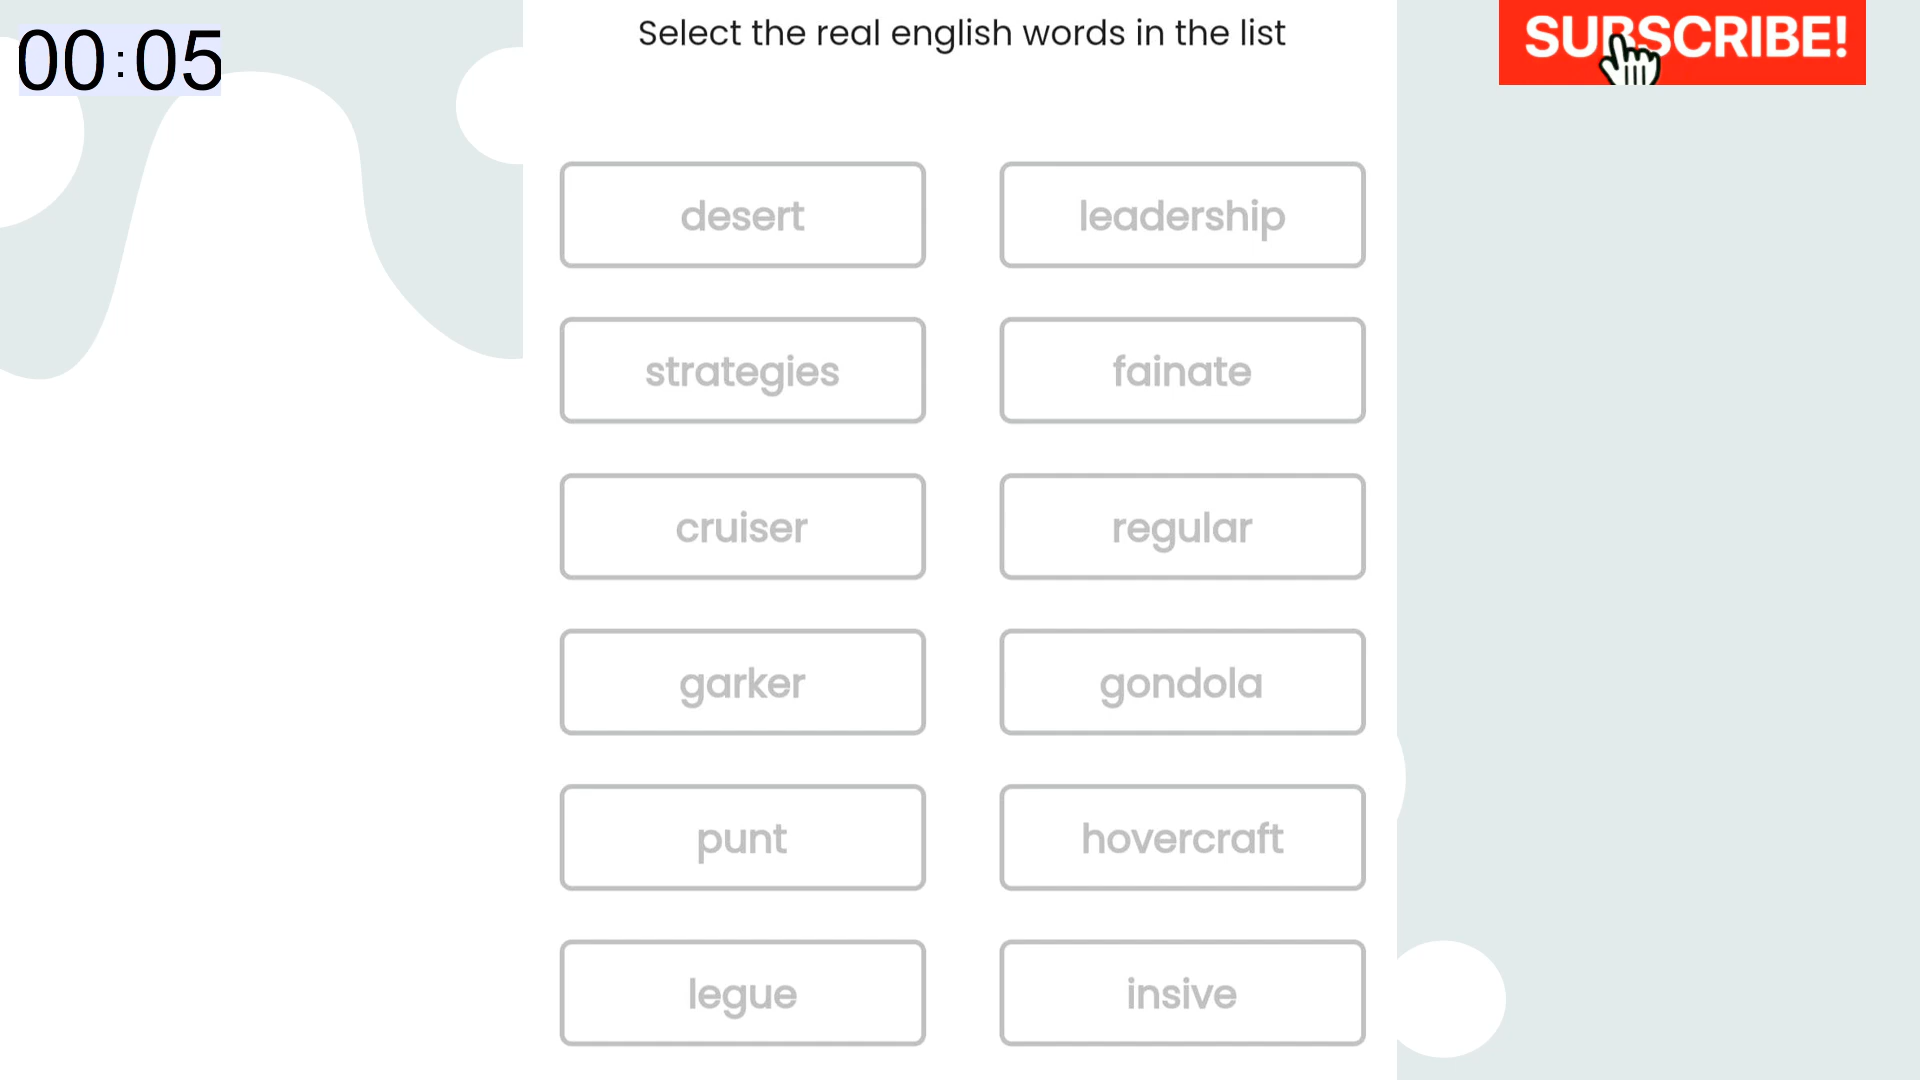 00:05
Select the real english words in the list
SUBSCRIBE!
desert
leadership
strategies
fainate
cruiser
regular
garker
gondola
punt
hovercraft
legue
insive